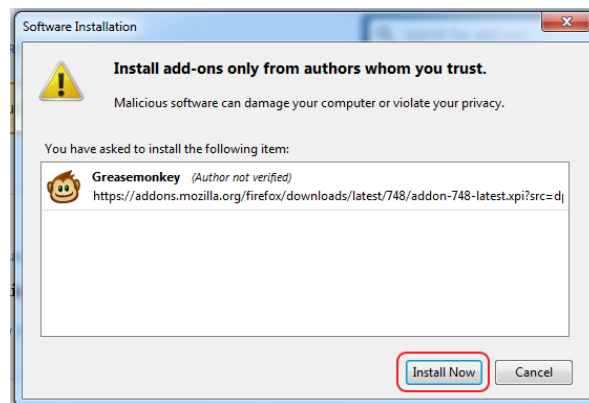 Software Installation
Install add-ons only from authors whom you trust.
Malicious software can damage your computer or violate your privacy.
You have asked to install the following item:
Greasemonkey (Author not verified)
https://addons.mozilla.org/firefox/downloads/latest/748/addon-748-latest.xpi?src=d
Install Now
Cancel